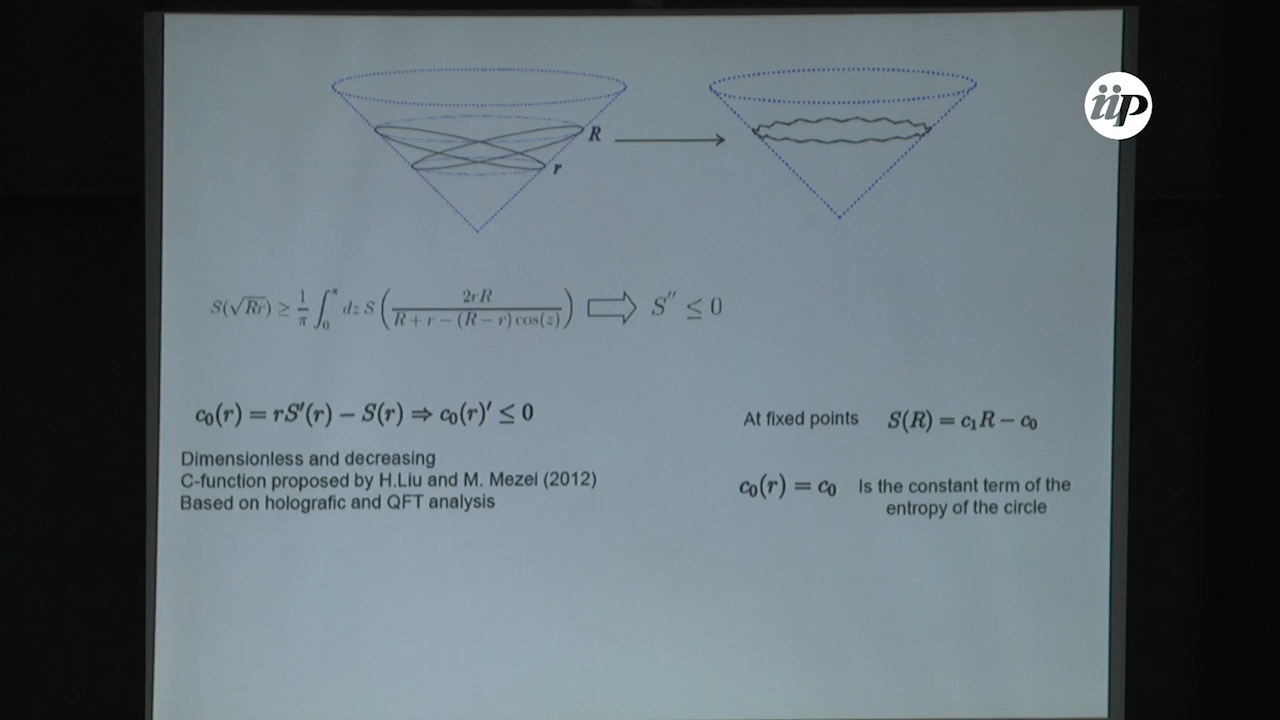 iip
R
r
S(√Rr) ≥ 1/π ∫₀^π dz S(2rR / (R + r − (R − r) cos(z))) ⇨ S″ ≤ 0
c₀(r) = rS′(r) − S(r) ⇒ c₀(r)′ ≤ 0
At fixed points S(R) = c₁R − c₀
Dimensionless and decreasing
C-function proposed by H.Liu and M. Mezei (2012)
Based on holografic and QFT analysis
c₀(r) = c₀ Is the constant term of the
entropy of the circle